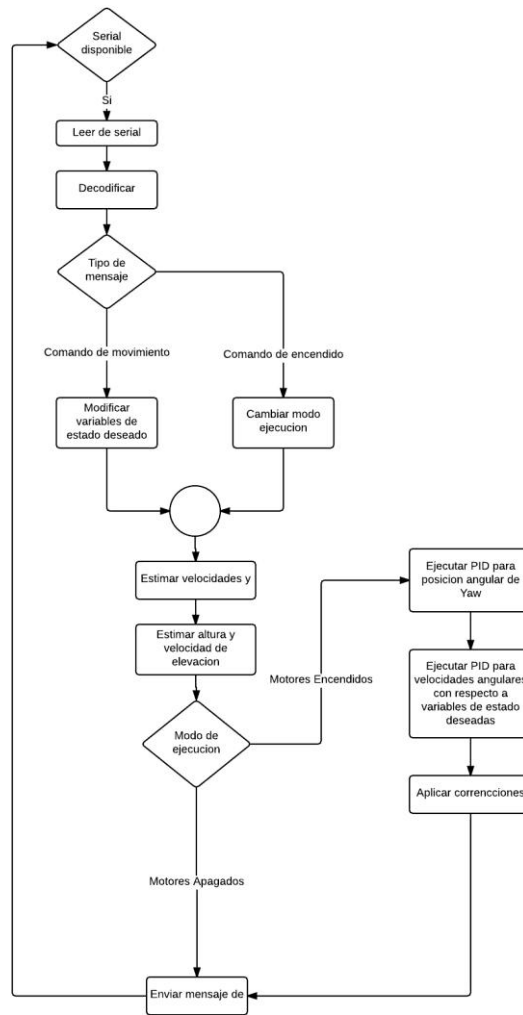 Serial
disponible
Si
Leer de serial
Decodificar
Tipo de
mensaje
Comando de movimiento
Comando de encendido
Modificar
variables de
estado deseado
Cambiar modo
ejecucion
Estimar velocidades y
Estimar altura y
velocidad de
elevacion
Modo de
ejecucion
Motores Encendidos
Ejecutar PID para
posicion angular de
Yaw
Ejecutar PID para
velocidades angulares
con respecto a
variables de estado
deseadas
Aplicar correncciones
Motores Apagados
Enviar mensaje de